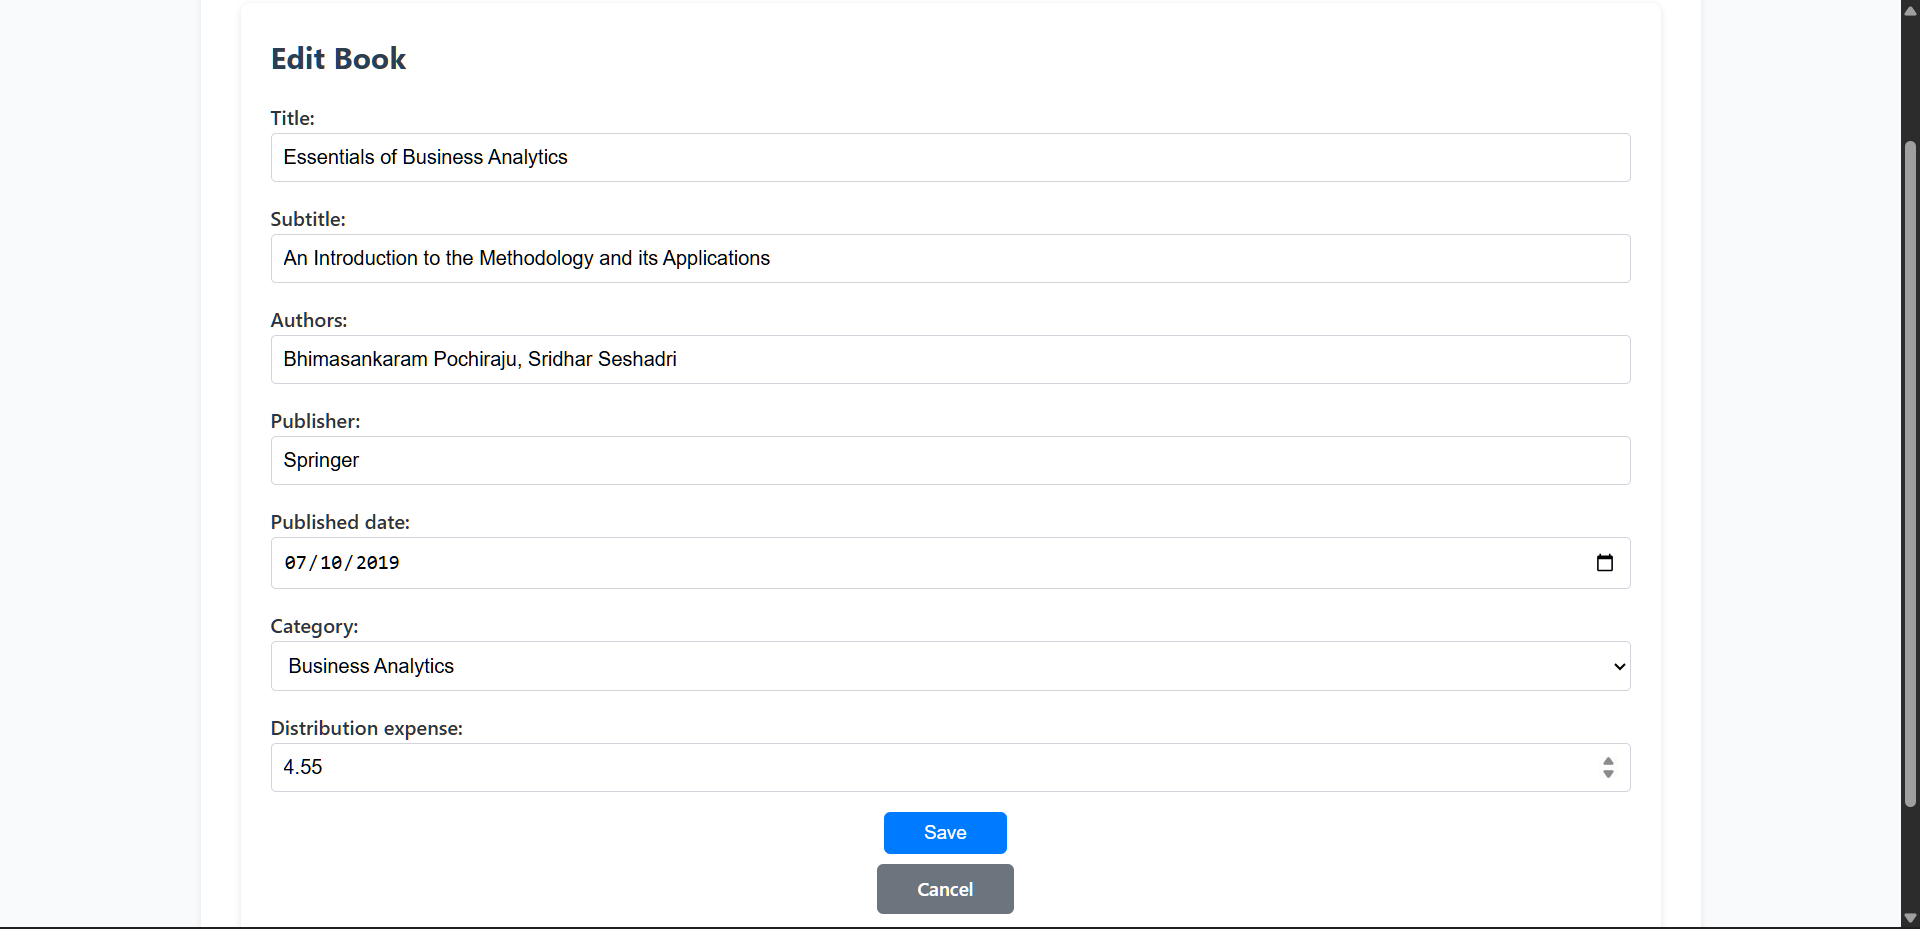 Edit Book
Title:
Essentials of Business Analytics
Subtitle:
An Introduction to the Methodology and its Applications
Authors:
Bhimasankaram Pochiraju, Sridhar Seshadri
Publisher:
Springer
Published date:
07/10/2019
Category:
Business Analytics
Distribution expense:
4.55
Save
Cancel